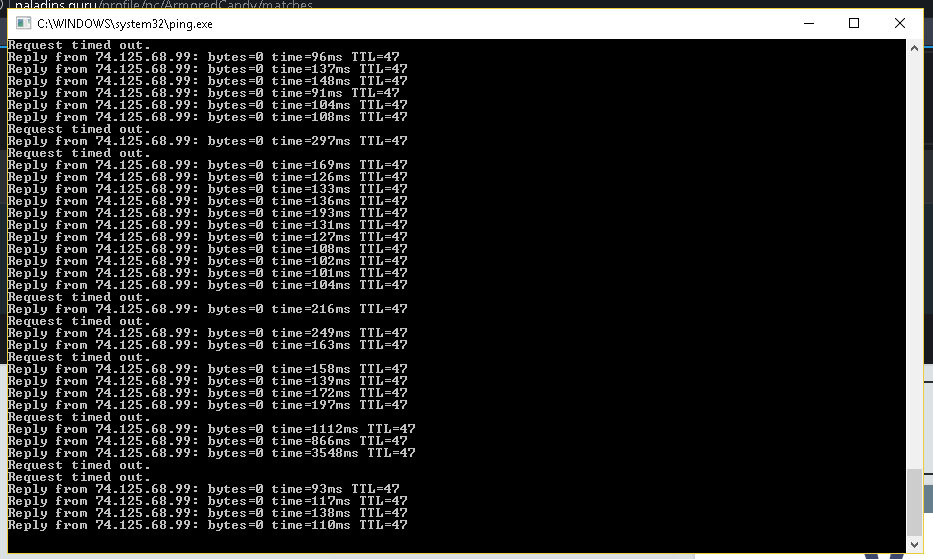 paladins.guru/profile/pc/ArmoredCandy/matches
C:\WINDOWS\system32\ping.exe
Request timed out.
Reply from 74.125.68.99: bytes=0 time=96ms TTL=47
Reply from 74.125.68.99: bytes=0 time=137ms TTL=47
Reply from 74.125.68.99: bytes=0 time=148ms TTL=47
Reply from 74.125.68.99: bytes=0 time=91ms TTL=47
Reply from 74.125.68.99: bytes=0 time=104ms TTL=47
Reply from 74.125.68.99: bytes=0 time=108ms TTL=47
Request timed out.
Reply from 74.125.68.99: bytes=0 time=297ms TTL=47
Request timed out.
Reply from 74.125.68.99: bytes=0 time=169ms TTL=47
Reply from 74.125.68.99: bytes=0 time=126ms TTL=47
Reply from 74.125.68.99: bytes=0 time=133ms TTL=47
Reply from 74.125.68.99: bytes=0 time=136ms TTL=47
Reply from 74.125.68.99: bytes=0 time=193ms TTL=47
Reply from 74.125.68.99: bytes=0 time=131ms TTL=47
Reply from 74.125.68.99: bytes=0 time=127ms TTL=47
Reply from 74.125.68.99: bytes=0 time=108ms TTL=47
Reply from 74.125.68.99: bytes=0 time=102ms TTL=47
Reply from 74.125.68.99: bytes=0 time=101ms TTL=47
Reply from 74.125.68.99: bytes=0 time=104ms TTL=47
Request timed out.
Reply from 74.125.68.99: bytes=0 time=216ms TTL=47
Request timed out.
Reply from 74.125.68.99: bytes=0 time=249ms TTL=47
Reply from 74.125.68.99: bytes=0 time=163ms TTL=47
Request timed out.
Reply from 74.125.68.99: bytes=0 time=158ms TTL=47
Reply from 74.125.68.99: bytes=0 time=139ms TTL=47
Reply from 74.125.68.99: bytes=0 time=172ms TTL=47
Reply from 74.125.68.99: bytes=0 time=197ms TTL=47
Request timed out.
Reply from 74.125.68.99: bytes=0 time=1112ms TTL=47
Reply from 74.125.68.99: bytes=0 time=866ms TTL=47
Reply from 74.125.68.99: bytes=0 time=3548ms TTL=47
Request timed out.
Request timed out.
Reply from 74.125.68.99: bytes=0 time=93ms TTL=47
Reply from 74.125.68.99: bytes=0 time=117ms TTL=47
Reply from 74.125.68.99: bytes=0 time=138ms TTL=47
Reply from 74.125.68.99: bytes=0 time=110ms TTL=47